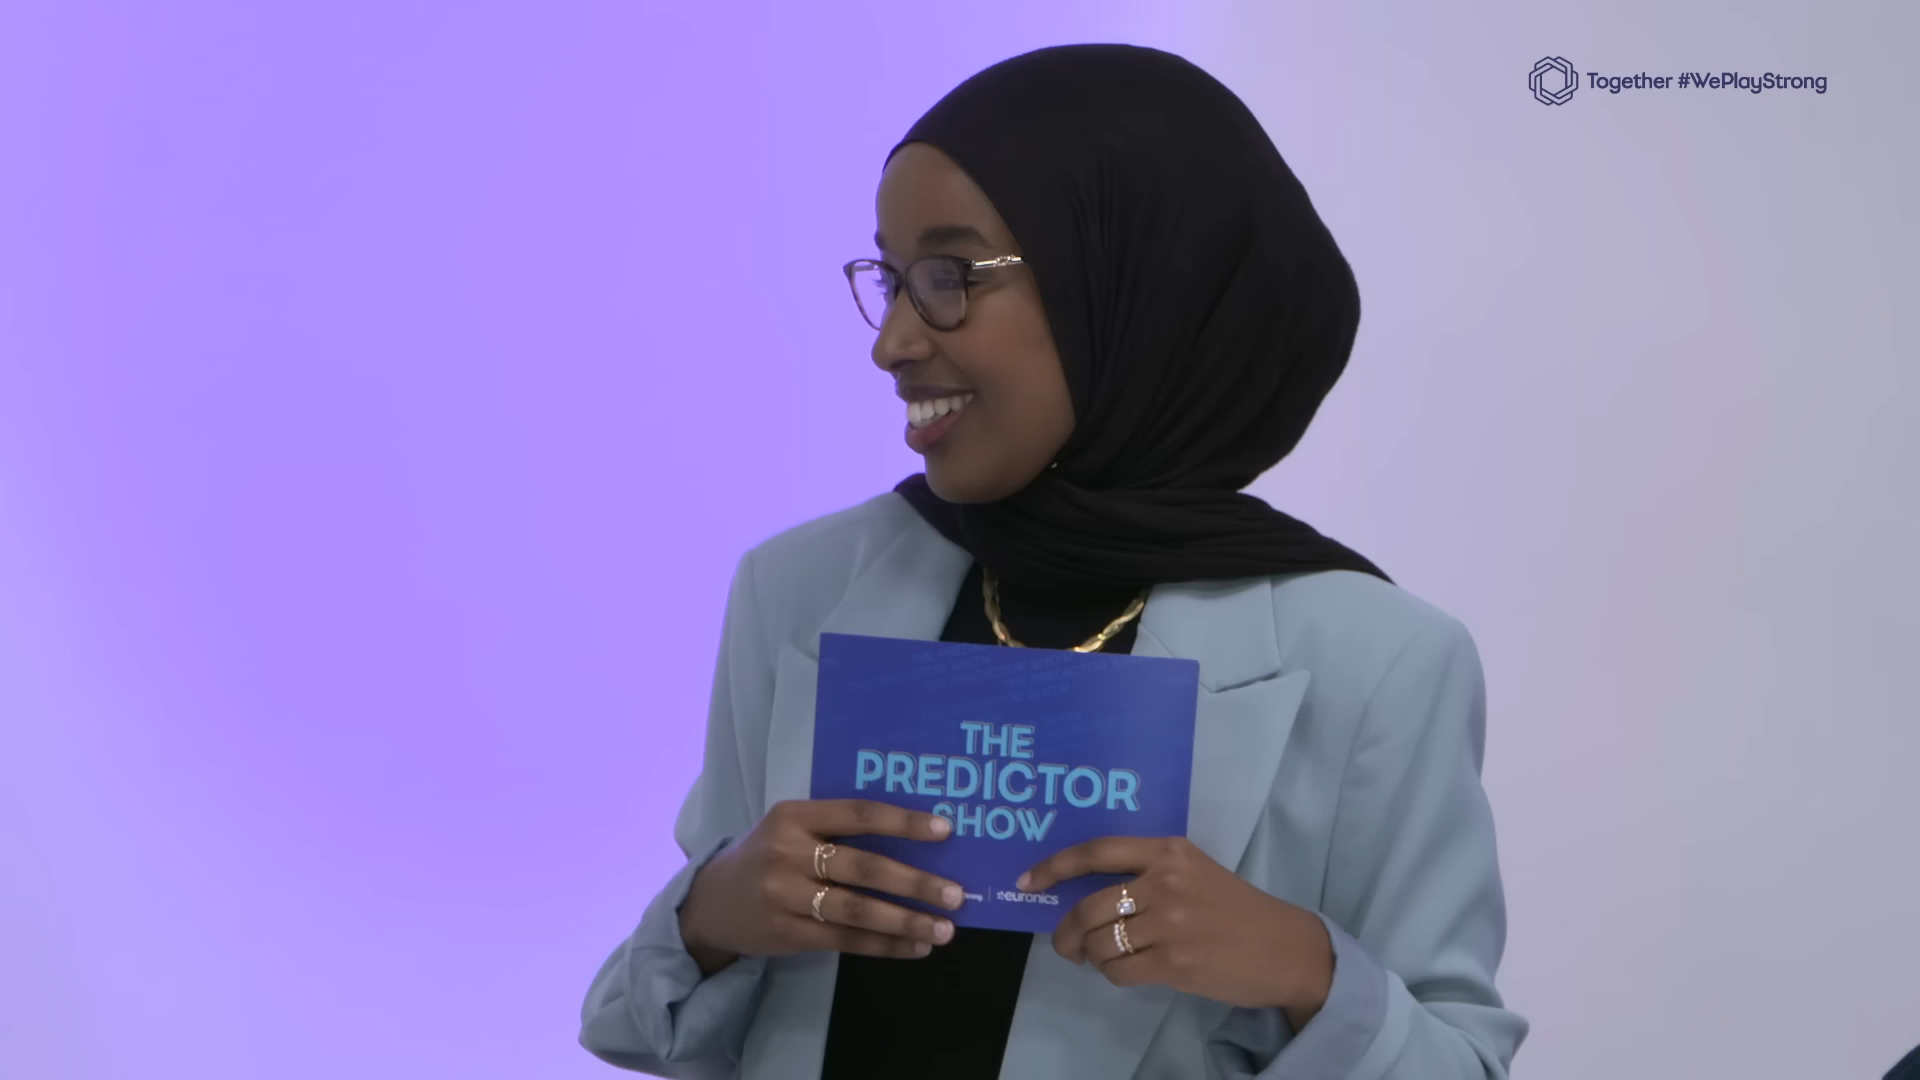 Together #WePlayStrong
THE
PREDICTOR
SHOW
euronics